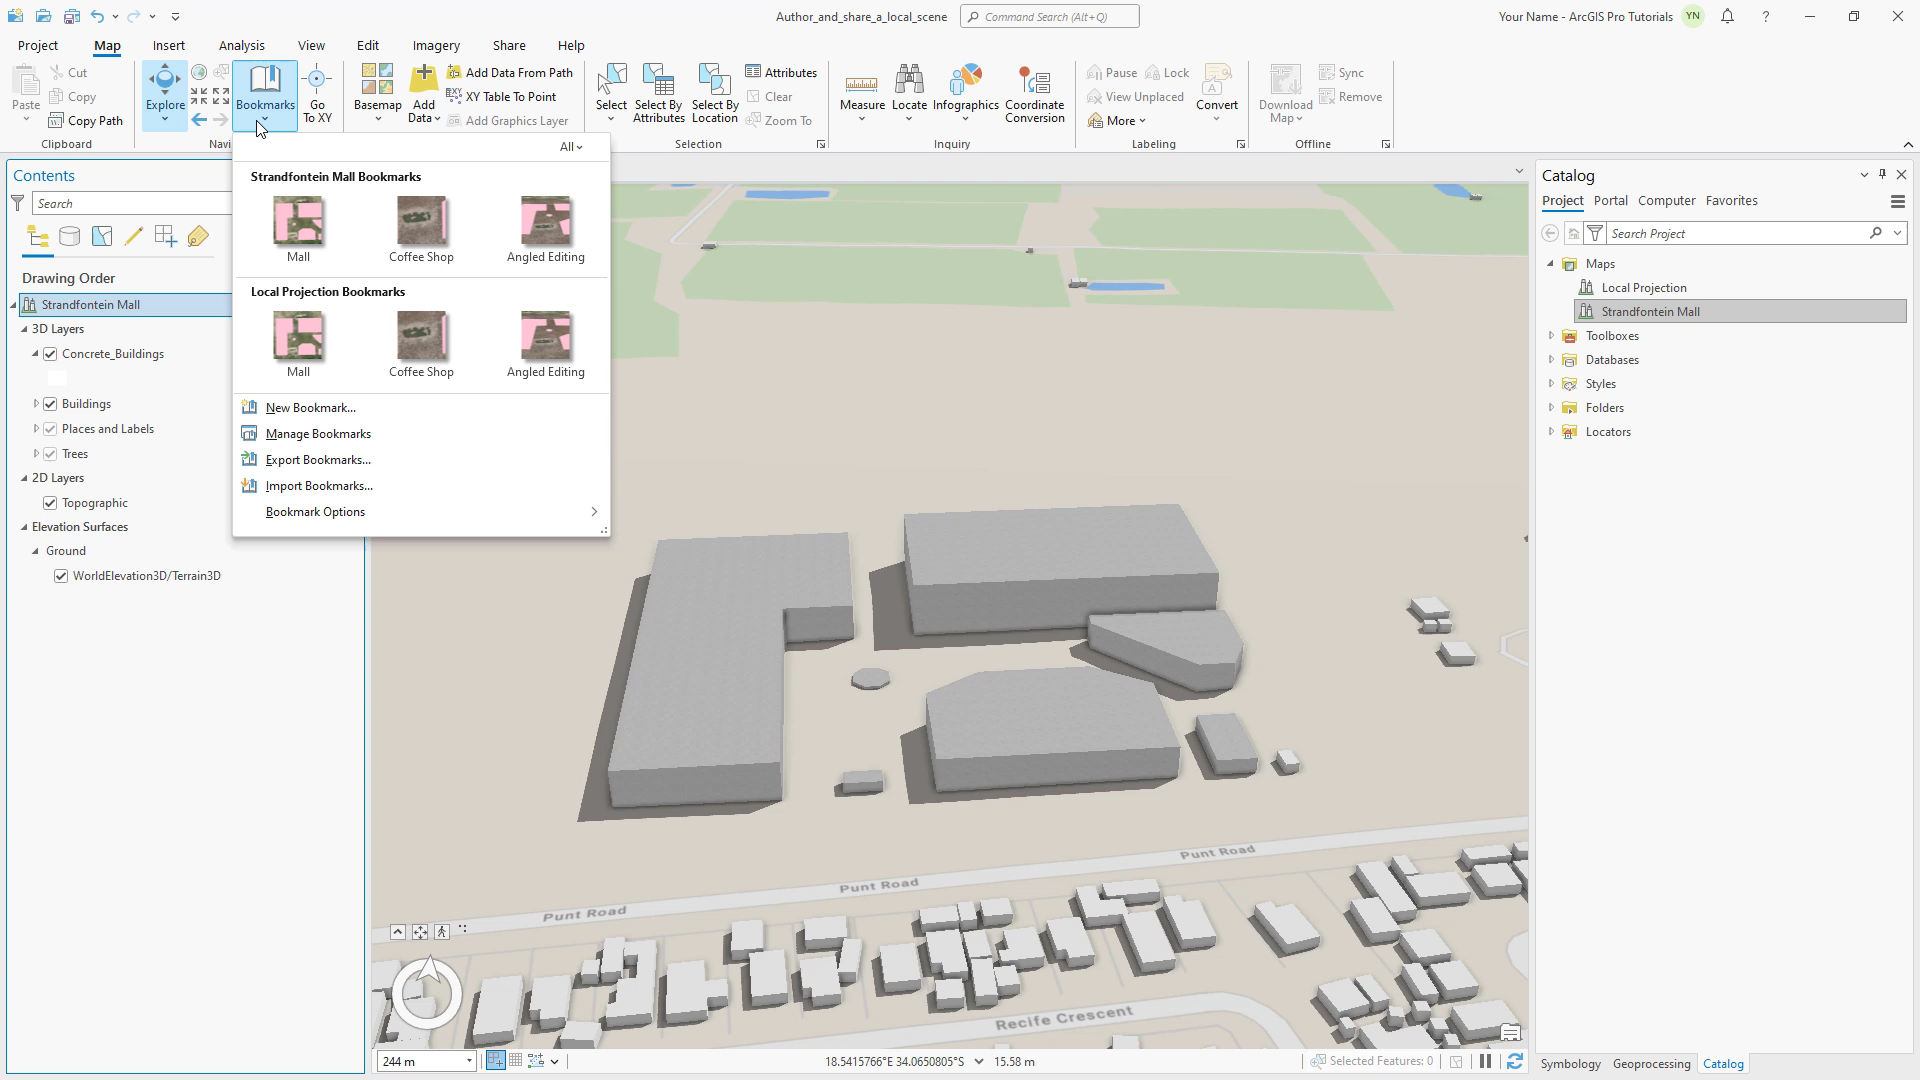 Author_and_share_a_local_scene
Command Search (Alt+Q)
Your Name - ArcGIS Pro Tutorials
YN
?
Project
Map
Insert
Analysis
View
Edit
Imagery
Share
Help
Paste
Cut
Copy
Copy Path
Clipboard
Explore
Navi
Bookmarks
Go
To XY
Basemap
Add
Data
Add Data From Path
XY Table To Point
Add Graphics Layer
Select
Select By
Attributes
Select By
Location
Attributes
Clear
Zoom To
Selection
Measure
Locate
Infographics
Coordinate
Conversion
Inquiry
Pause
Lock
View Unplaced
More
Convert
Labeling
Download
Map
Sync
Remove
Offline
All
Strandfontein Mall Bookmarks
Mall
Coffee Shop
Angled Editing
Local Projection Bookmarks
Mall
Coffee Shop
Angled Editing
New Bookmark...
Manage Bookmarks
Export Bookmarks...
Import Bookmarks...
Bookmark Options
Contents
Search
Drawing Order
Strandfontein Mall
3D Layers
Concrete_Buildings
Buildings
Places and Labels
Trees
2D Layers
Topographic
Elevation Surfaces
Ground
WorldElevation3D/Terrain3D
Punt Road
Punt Road
Punt Road
Recife Crescent
244 m
18.5415766°E 34.0650805°S
15.58 m
Selected Features: 0
Catalog
Project
Portal
Computer
Favorites
Search Project
Maps
Local Projection
Strandfontein Mall
Toolboxes
Databases
Styles
Folders
Locators
Symbology
Geoprocessing
Catalog